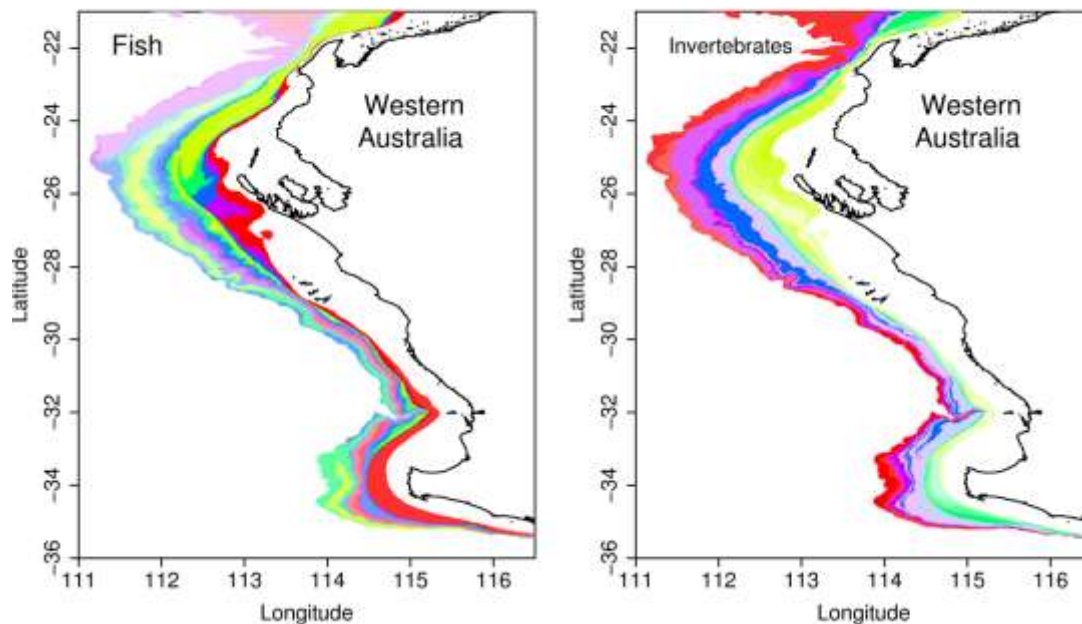 Fish
Western
Australia
Latitude
−22
−24
−26
−28
−30
−32
−34
−36
111
112
113
114
115
116
Longitude
Invertebrates
Western
Australia
Latitude
−22
−24
−26
−28
−30
−32
−34
−36
111
112
113
114
115
116
Longitude